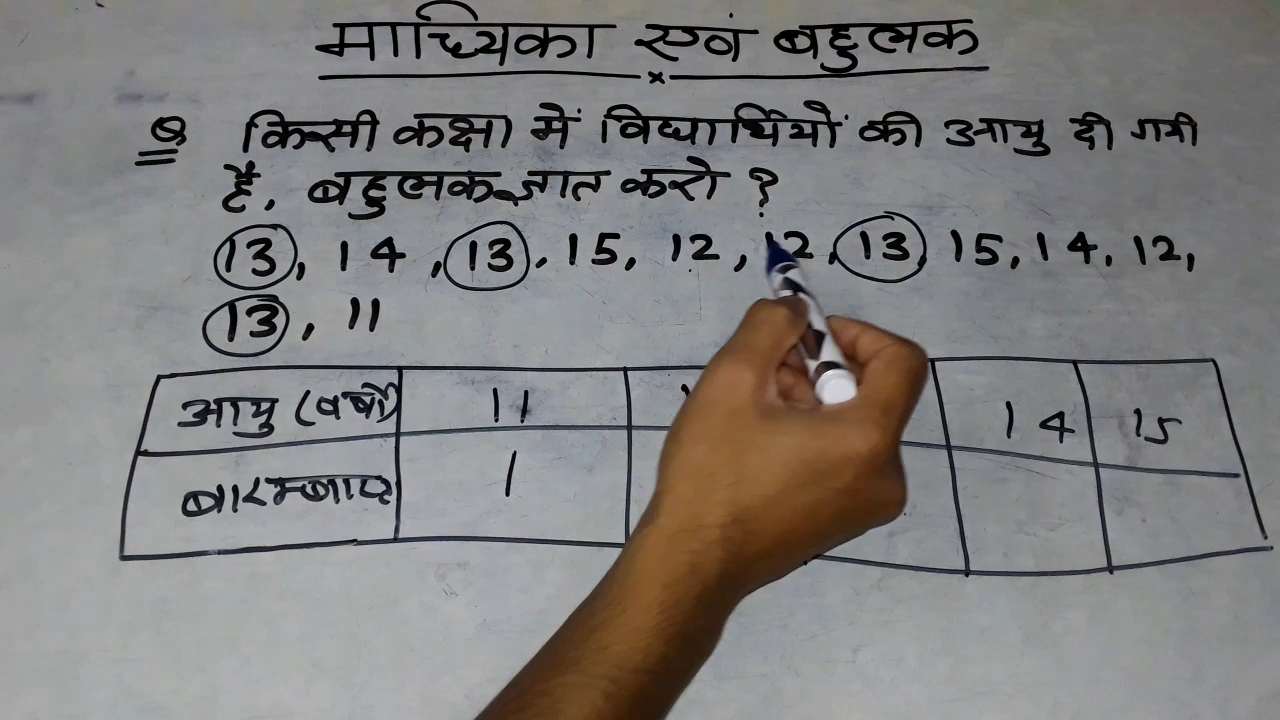 माध्यिका एवं बहुलक
Q किसी कक्षा में विद्यार्थियों की आयु दी गयी
है, बहुलक ज्ञात करो ?
13, 14, 13, 15, 12, 12, 13, 15, 14, 12,
13, 11
आयु (वर्षों) 11 14 15
बारम्बार 1